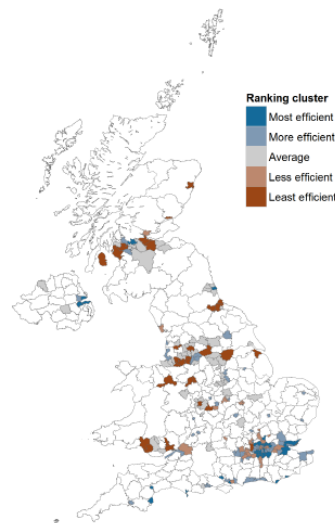 Ranking cluster
Most efficient
More efficient
Average
Less efficient
Least efficient